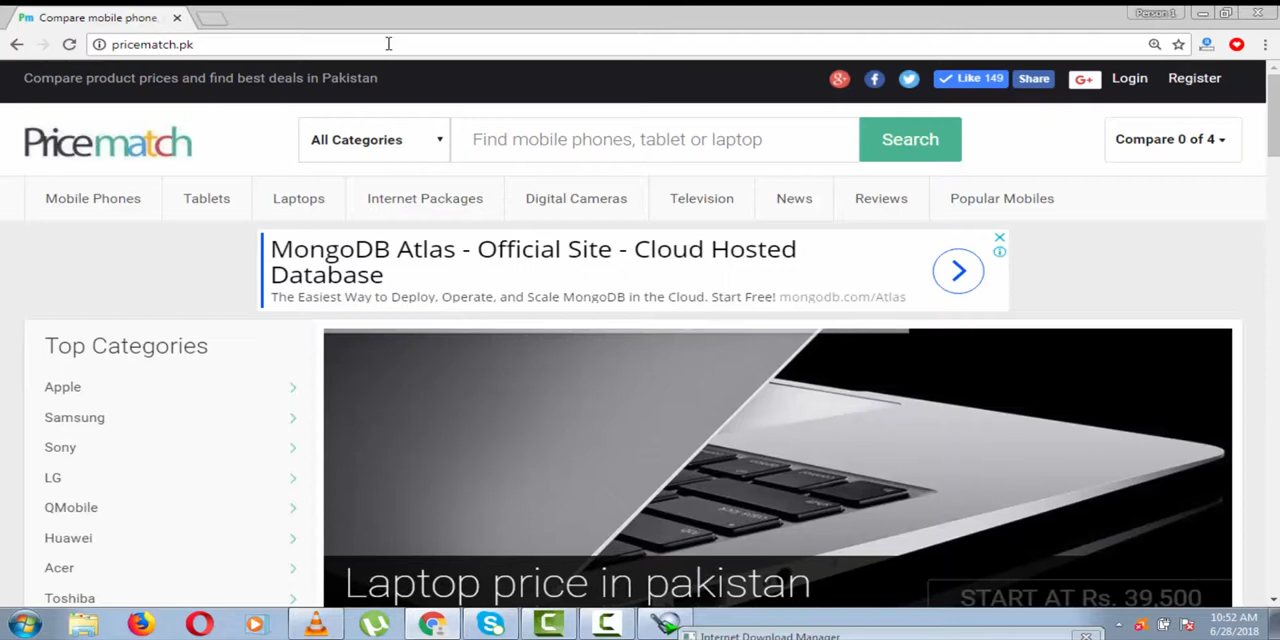 Pm Compare mobile phone
Person 1
pricematch.pk
Compare product prices and find best deals in Pakistan
Like 149
Share
G+
Login
Register
Pricematch
All Categories
Find mobile phones, tablet or laptop
Search
Compare 0 of 4
Mobile Phones
Tablets
Laptops
Internet Packages
Digital Cameras
Television
News
Reviews
Popular Mobiles
MongoDB Atlas - Official Site - Cloud Hosted
Database
The Easiest Way to Deploy, Operate, and Scale MongoDB in the Cloud. Start Free! mongodb.com/Atlas
Top Categories
Apple
Samsung
Sony
LG
QMobile
Huawei
Acer
Toshiba
Laptop price in pakistan
START AT Rs. 39,500
Internet Download Manager
10:52 AM
6/28/2018